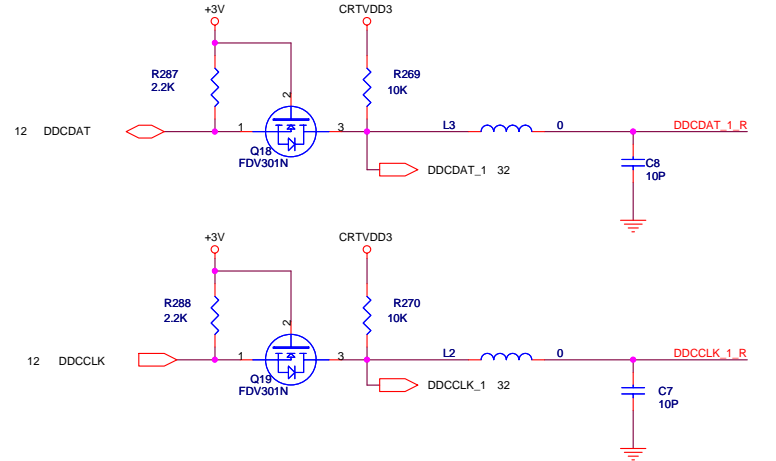 +3V CRTVDD3
R287
2.2K
R269
10K
2
12 DDCDAT
1
3
L3
0
DDCDAT_1_R
Q18
FDV301N
DDCDAT_1 32
C8
10P
+3V CRTVDD3
R288
2.2K
R270
10K
2
12 DDCCLK
1
3
L2
0
DDCCLK_1_R
Q19
FDV301N
DDCCLK_1 32
C7
10P